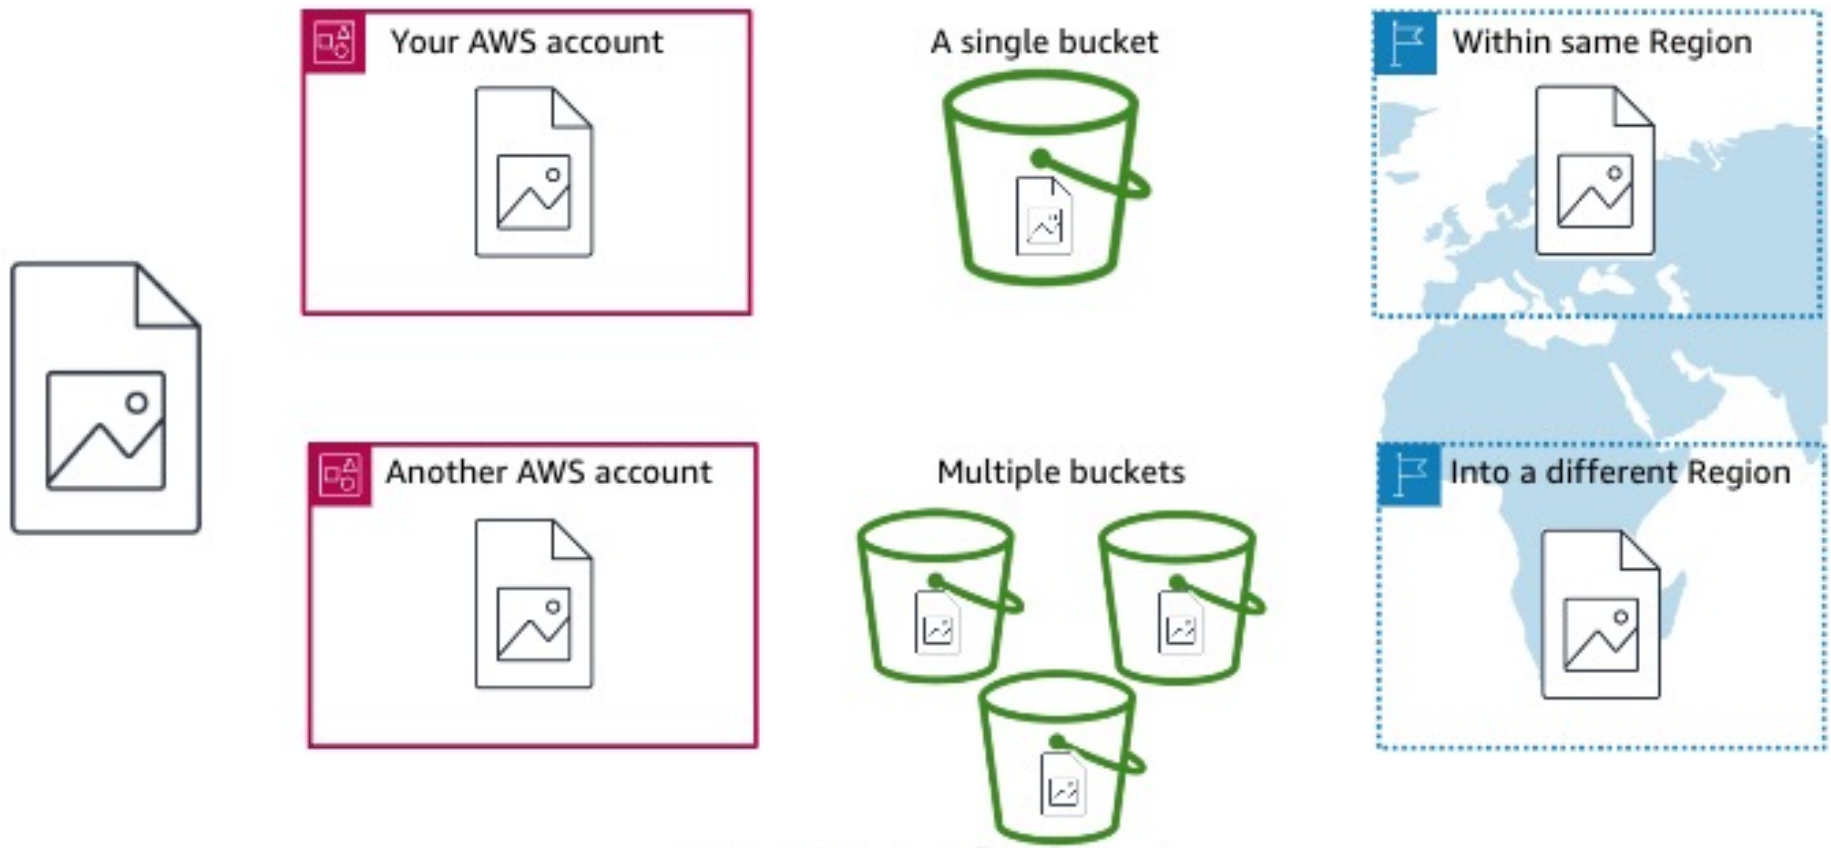 Your AWS account
A single bucket
Within same Region
Another AWS account
Multiple buckets
Into a different Region